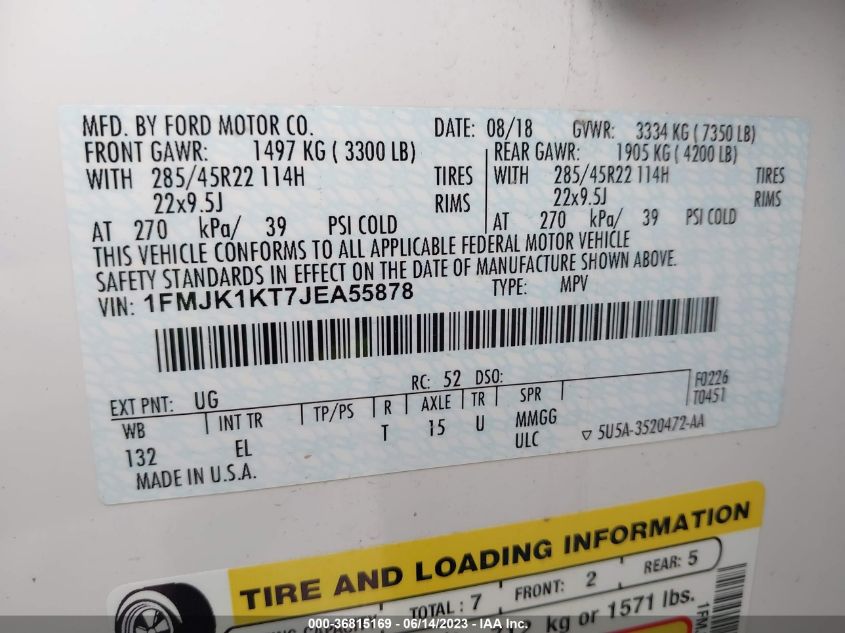 MFD. BY FORD MOTOR CO. DATE: 08/18 GVWR: 3334 KG ( 7350 LB)
FRONT GAWR: 1497 KG ( 3300 LB) REAR GAWR: 1905 KG ( 4200 LB)
WITH 285/45R22 114H TIRES WITH 285/45R22 114H TIRES
22x9.5J RIMS 22x9.5J RIMS
AT 270 kPa/ 39 PSI COLD AT 270 kPa/ 39 PSI COLD
THIS VEHICLE CONFORMS TO ALL APPLICABLE FEDERAL MOTOR VEHICLE
SAFETY STANDARDS IN EFFECT ON THE DATE OF MANUFACTURE SHOWN ABOVE.
VIN: 1FMJK1KT7JEA55878 TYPE: MPV
EXT PNT: UG RC: 52 DSO: F0226
T0451
WB INT TR TP/PS R AXLE TR SPR
132 EL T 15 U MMGG
ULC ▽ 5U5A-3520472-AA
MADE IN U.S.A.
TIRE AND LOADING INFORMATION
TOTAL : 7 FRONT: 2 REAR: 5
kg or 1571 lbs.
000-36815169 - 06/14/2023 - IAA Inc.